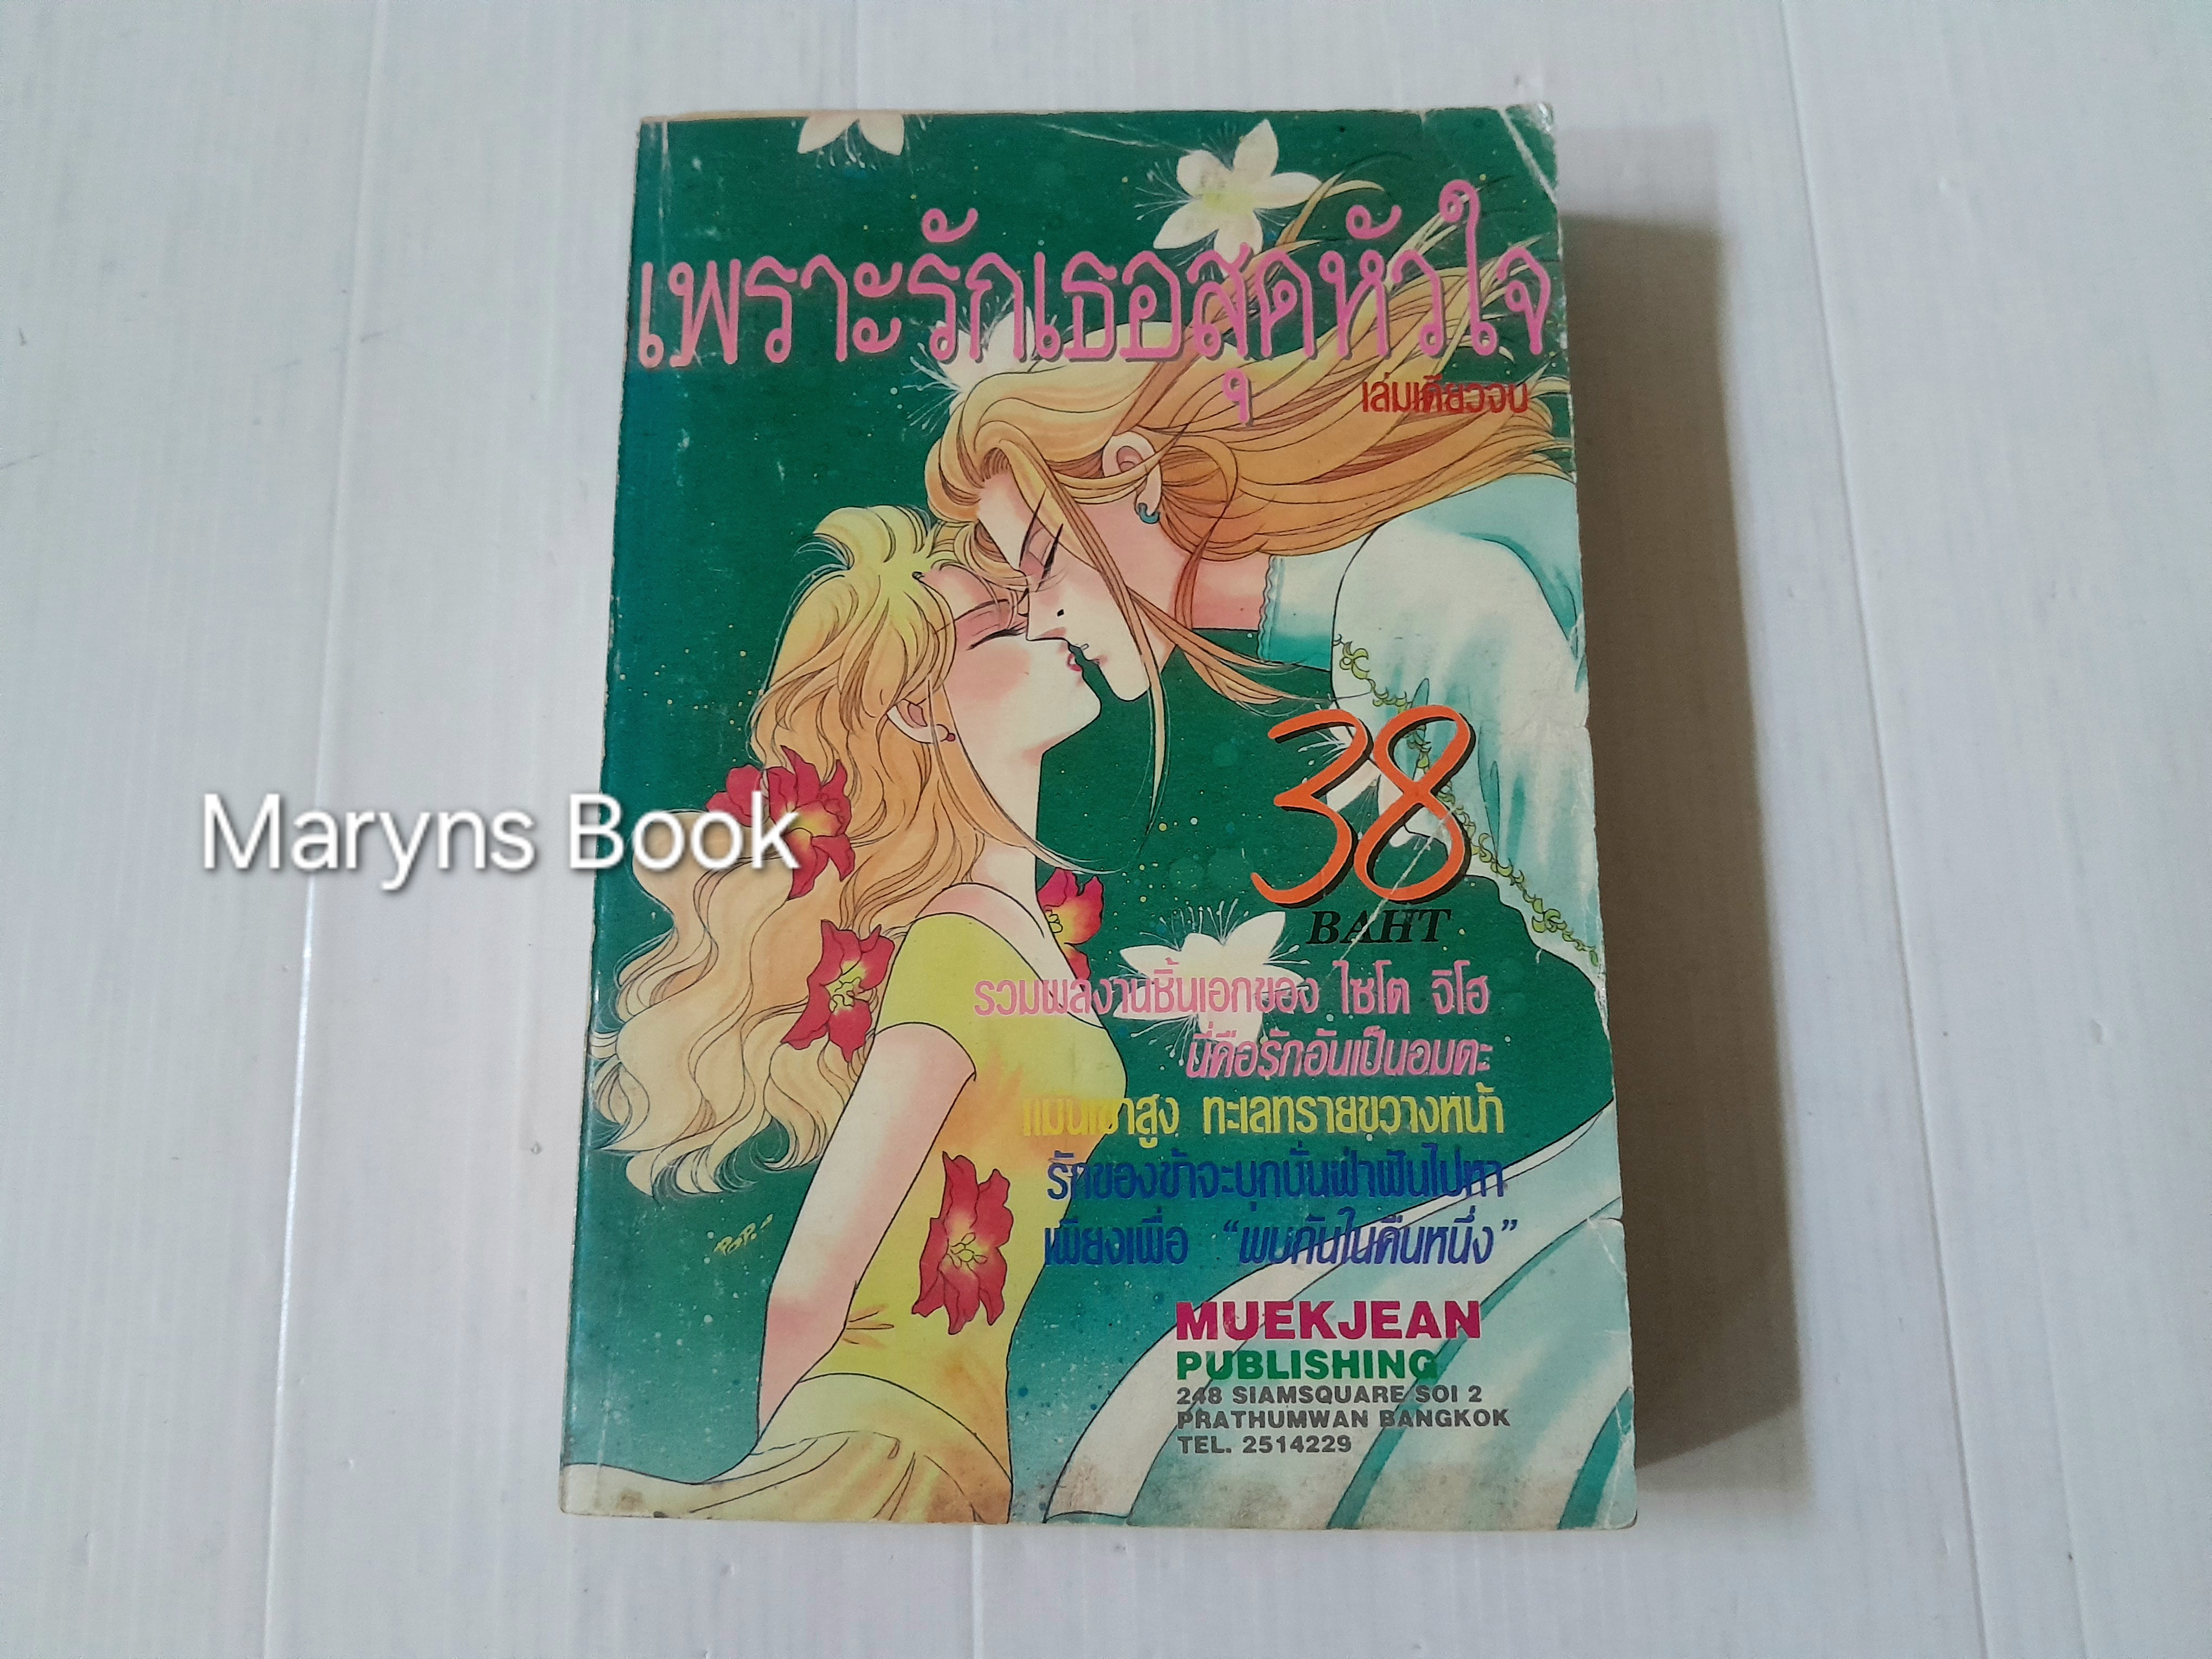 เพราะรักเธอสุดหัวใจ
เล่มเดียวจบ
Maryns Book
38
BAHT
รวมผลงานชิ้นเอกของ ไซโต จิโฮ
นี่คือรักอันเป็นอมตะ
แม้นเขาสูง ทะเลทรายขวางหน้า
รักของข้าจะบุกบั่นฝ่าฟันไปหา
เพียงเพื่อ “พบกันในคืนหนึ่ง”
POP.
MUEKJEAN
PUBLISHING
248 SIAMSQUARE SOI 2
PRATHUMWAN BANGKOK
TEL. 2514229